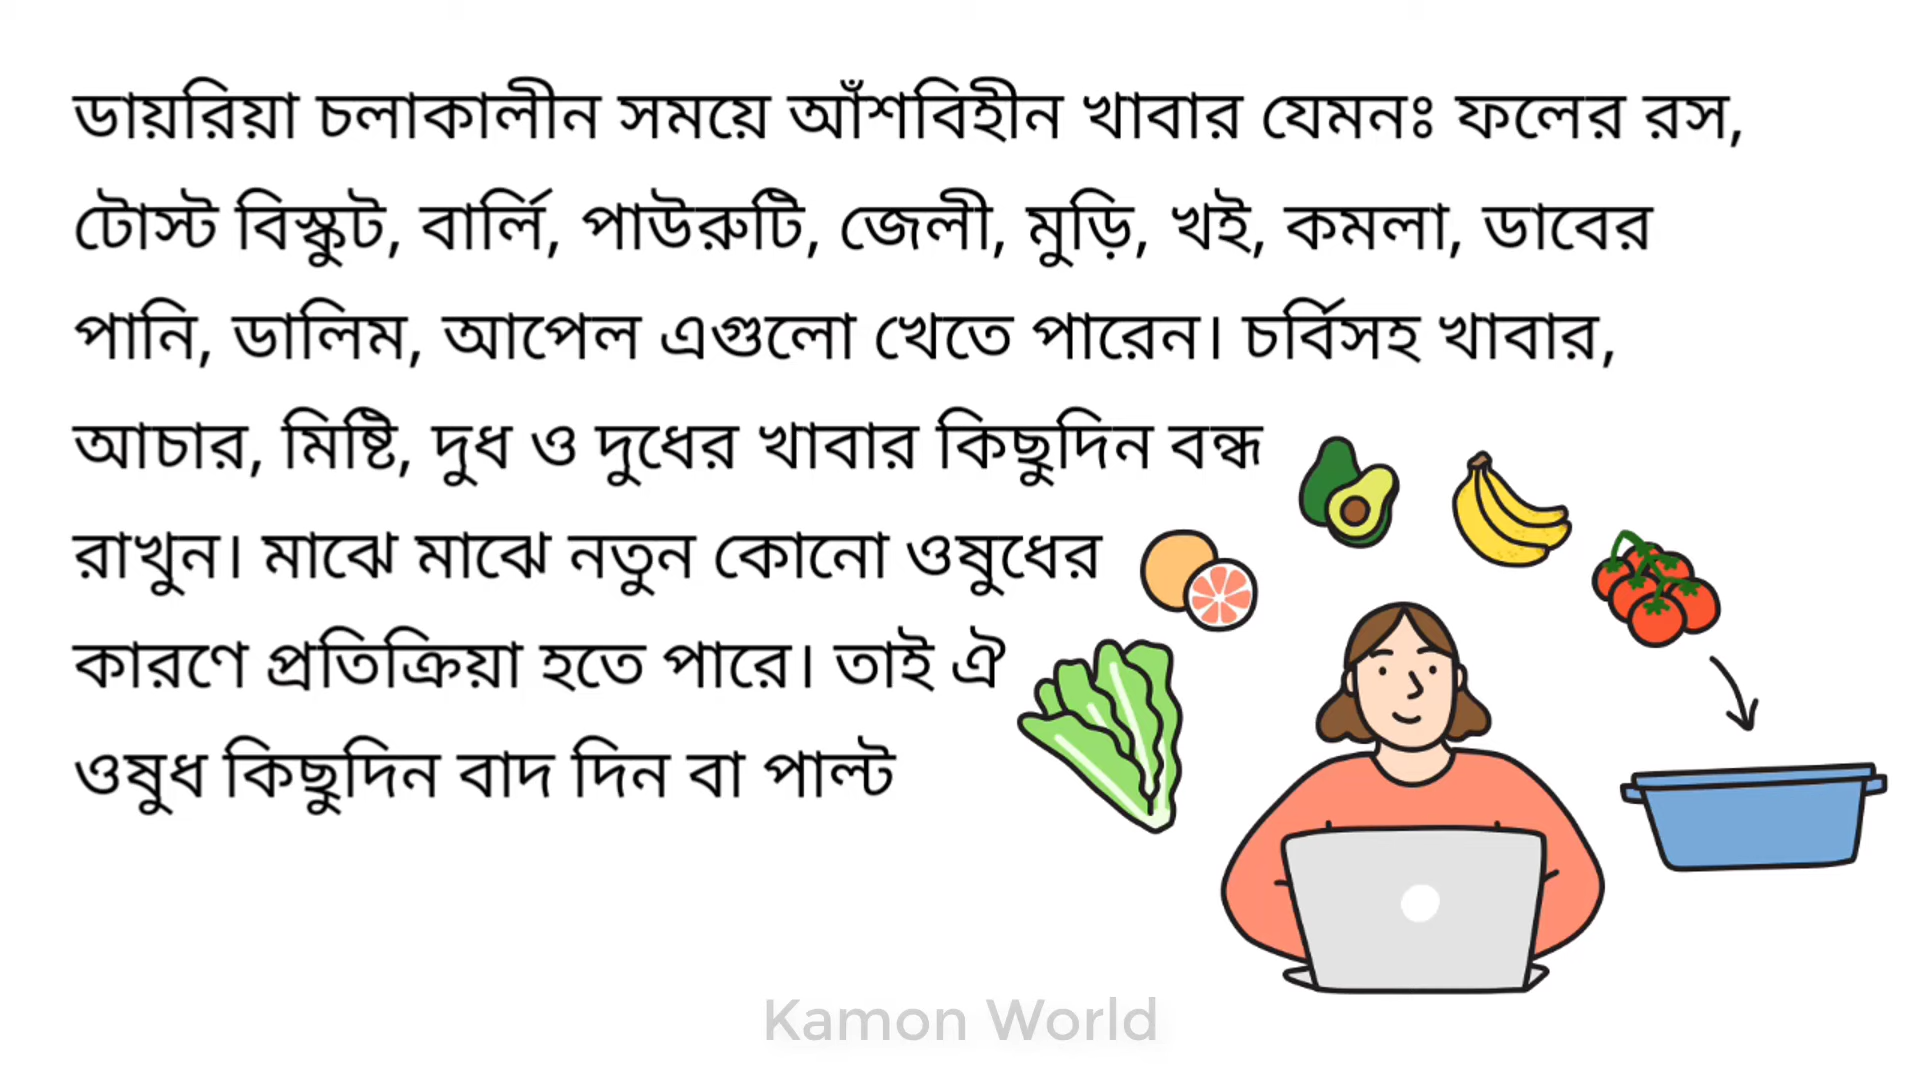 ডায়রিয়া চলাকালীন সময়ে আঁশবিহীন খাবার যেমনঃ ফলের রস,
টোস্ট বিস্কুট, বার্লি, পাউরুটি, জেলী, মুড়ি, খই, কমলা, ডাবের
পানি, ডালিম, আপেল এগুলো খেতে পারেন। চর্বিসহ খাবার,
আচার, মিষ্টি, দুধ ও দুধের খাবার কিছুদিন বন্ধ
রাখুন। মাঝে মাঝে নতুন কোনো ওষুধের
কারণে প্রতিক্রিয়া হতে পারে। তাই ঐ
ওষুধ কিছুদিন বাদ দিন বা পাল্ট
Kamon World